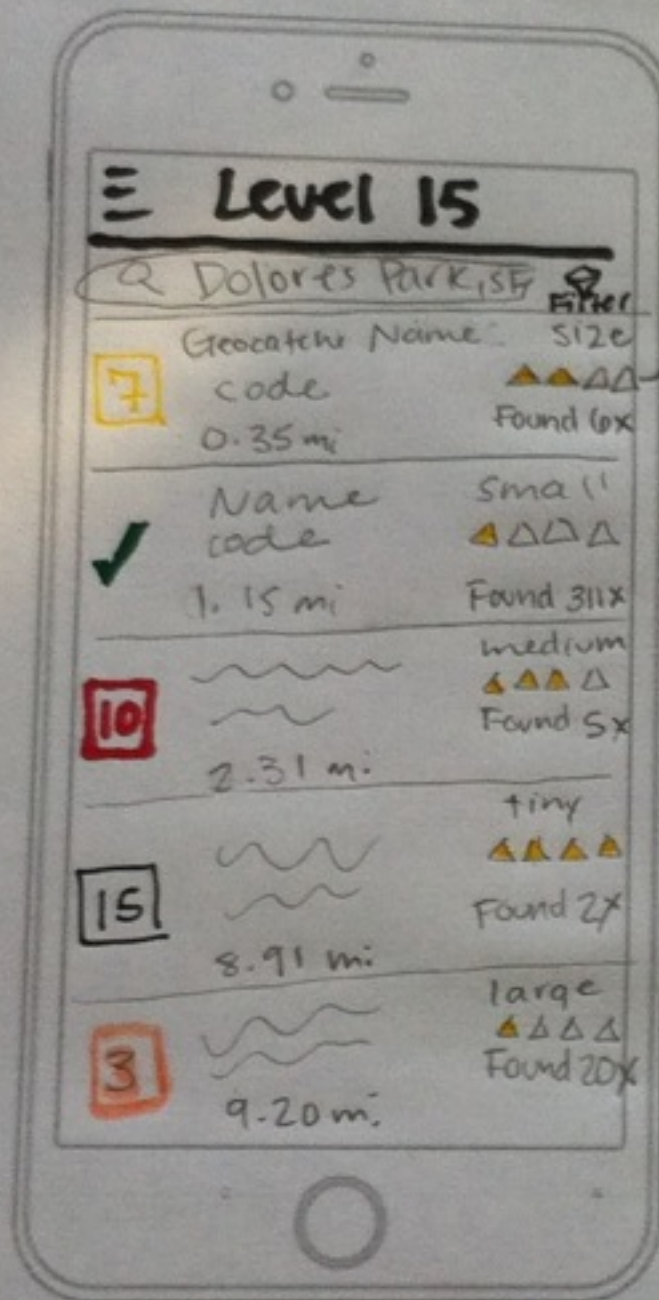 Level 15
Dolores Park, SF
Filter
Geocatche Name
size
7
code
Found 6x
0.35 mi
Name
small
code
1.15 mi
Found 311x
medium
10
Found 5x
2.31 mi
tiny
15
Found 2x
8.91 mi
large
3
Found 20x
9.20 mi